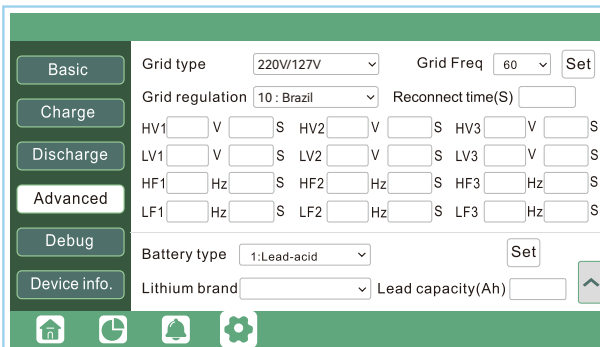 Basic
Charge
Discharge
Advanced
Debug
Device info.
Grid type 220V/127V Grid Freq 60 Set
Grid regulation 10 : Brazil Reconnect time(S)
HV1 V S HV2 V S HV3 V S
LV1 V S LV2 V S LV3 V S
HF1 Hz S HF2 Hz S HF3 Hz S
LF1 Hz S LF2 Hz S LF3 Hz S
Battery type 1:Lead-acid Set
Lithium brand Lead capacity(Ah)